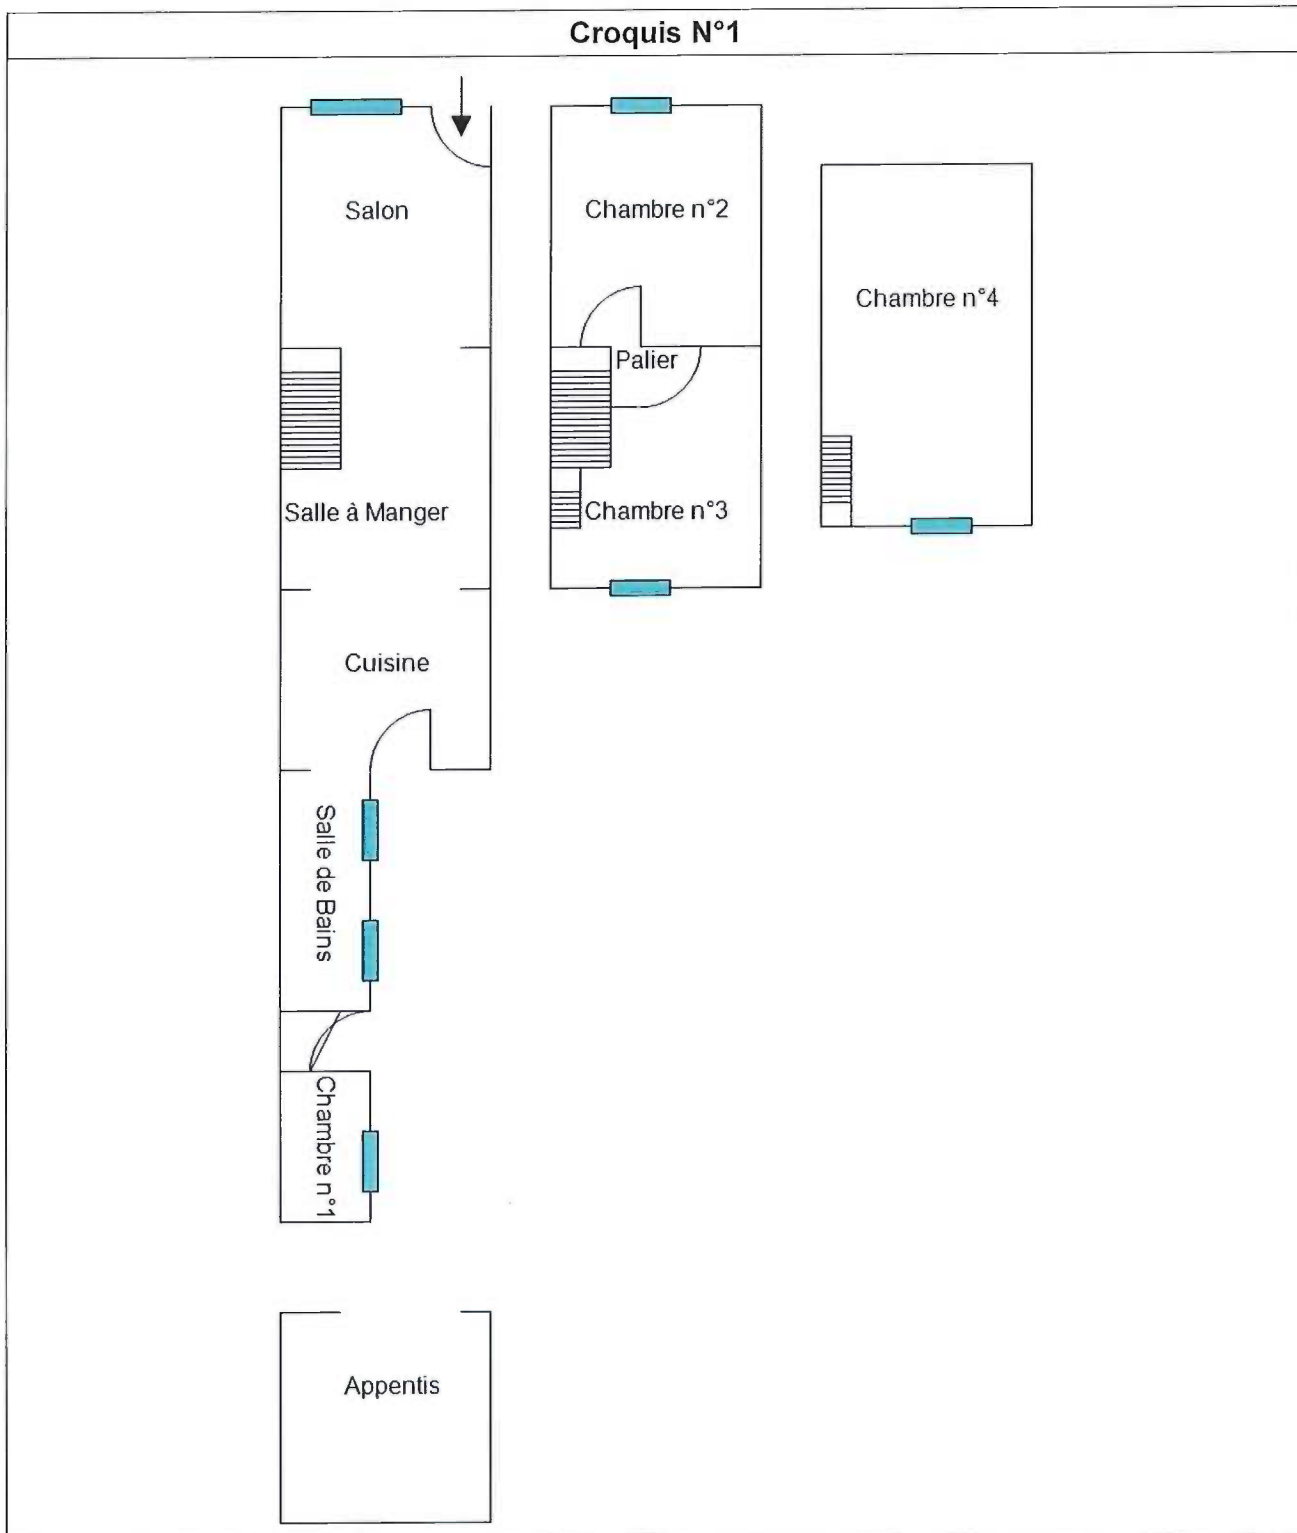 Croquis N°1
Salon
Chambre n°2
Chambre n°4
Palier
Salle à Manger
Chambre n°3
Cuisine
Salle de Bains
Chambre n°1
Appentis